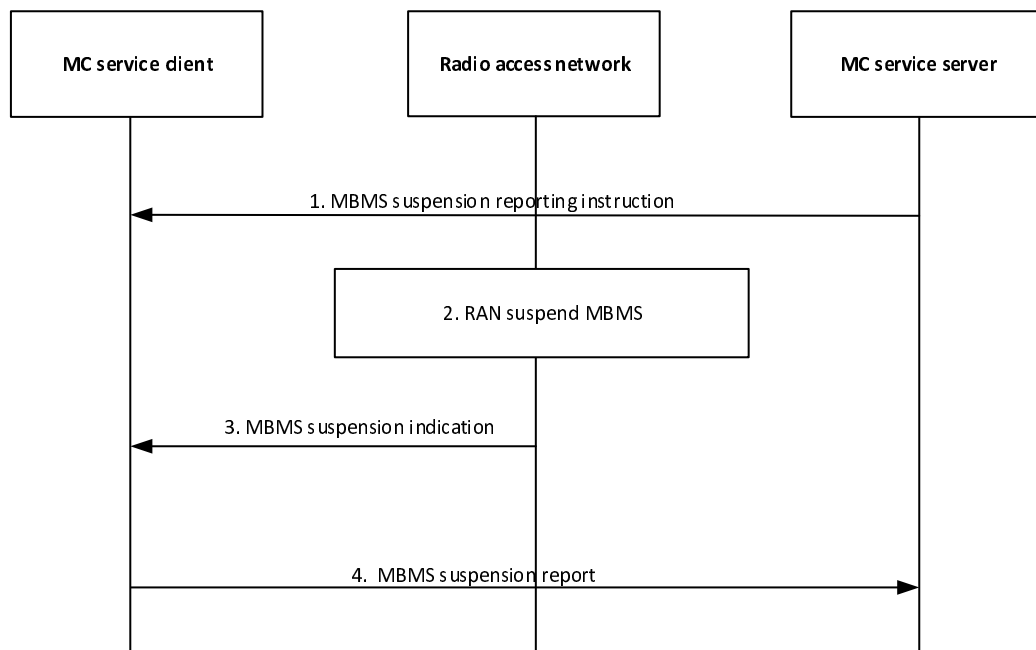 MC service client
Radio access network
MC service server
1. MBMS suspension reporting instruction
2. RAN suspend MBMS
3. MBMS suspension indication
4. MBMS suspension report